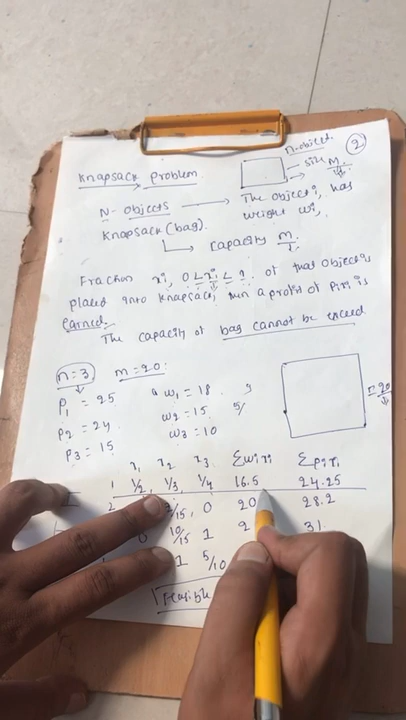 n-object.
2
Knapsack problem.
size
M
N- objects → The object i, has
weight wi,
Knapsack (bag).
→ capacity m
Fraction xi, 0 ≤ xi ≤ 1. of that object is
placed into knapsack, then a profit of pixi is
earned.
The capacity of bag cannot be exceed
n=3 m=20.
P1 = 25 w1 = 18
P2 = 24 w2 = 15
P3 = 15 w3 = 10
= 20
x1 x2 x3 Σwixi Σpixi
1 1/2, 1/3, 1/4 16.5 24.25
2 2/15, 0 20 28.2
0 10/15 1 2 31
1 5/10
Feasible